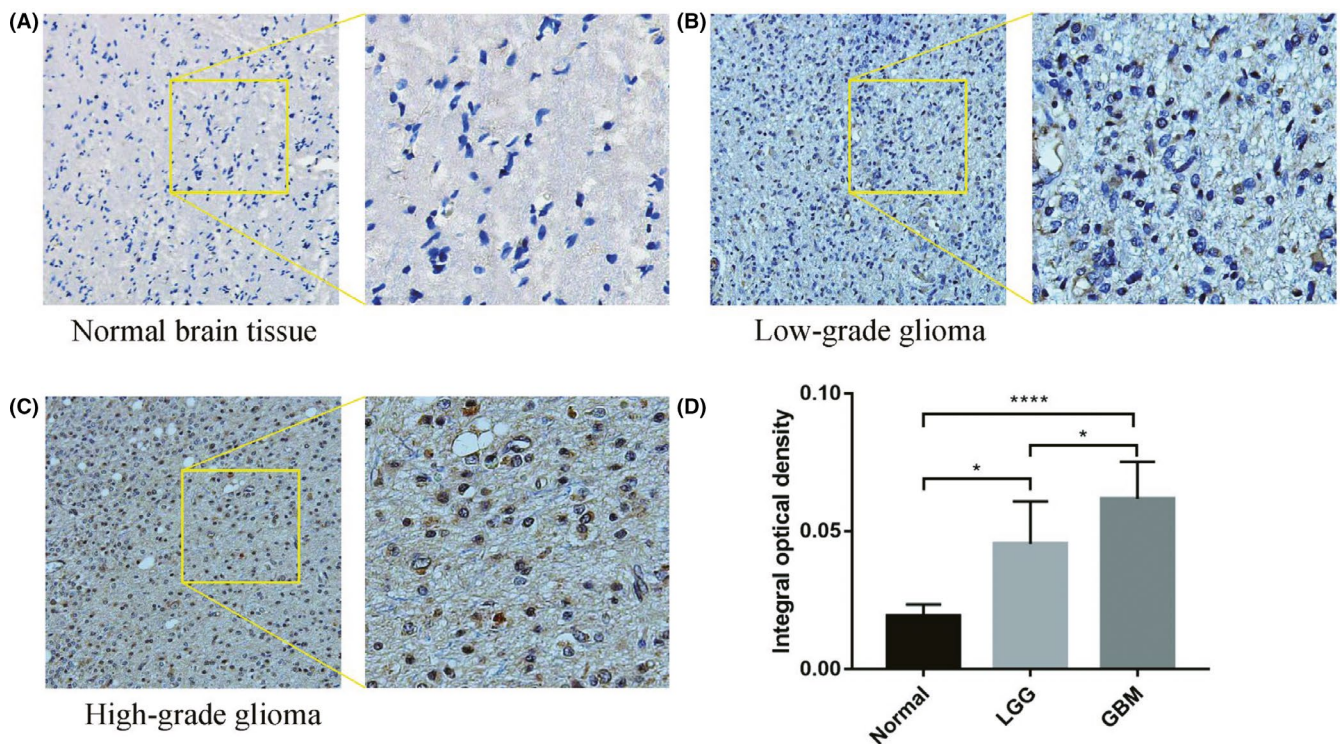 (A)
Normal brain tissue
(B)
Low-grade glioma
(C)
High-grade glioma
(D)
Integral optical density
0.10
0.05
0.00
****
*
*
Normal
LGG
GBM